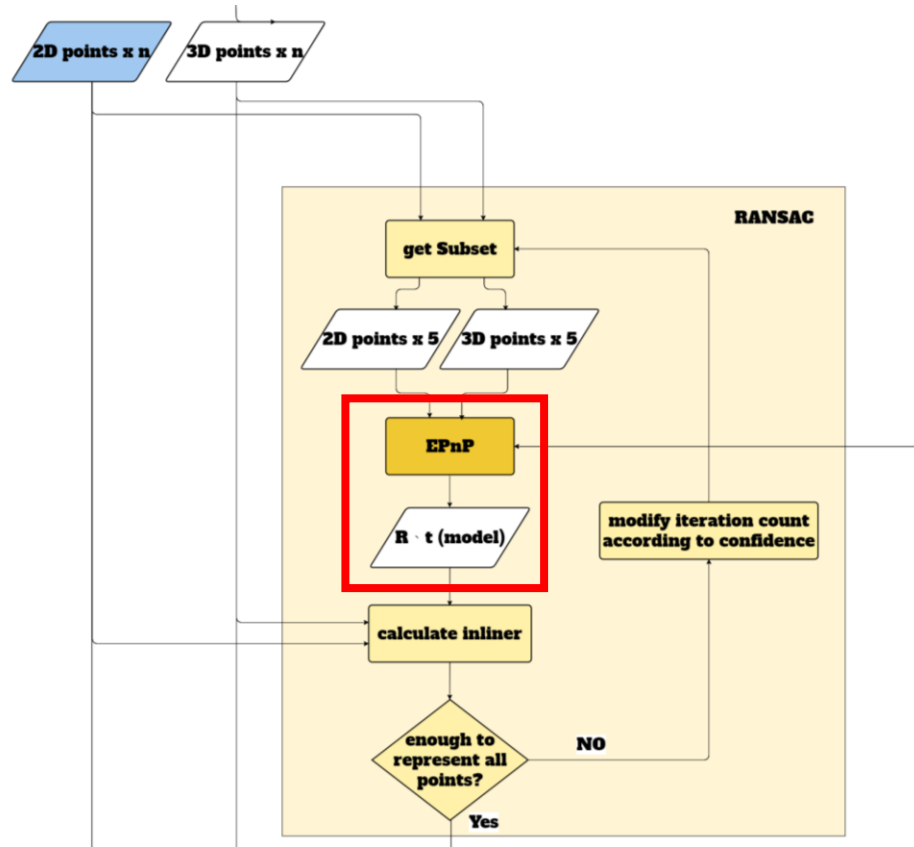 2D points x n
3D points x n
RANSAC
get Subset
2D points x 5
3D points x 5
EPnP
R、t (model)
modify iteration count
according to confidence
calculate inliner
enough to
represent all
points?
NO
Yes